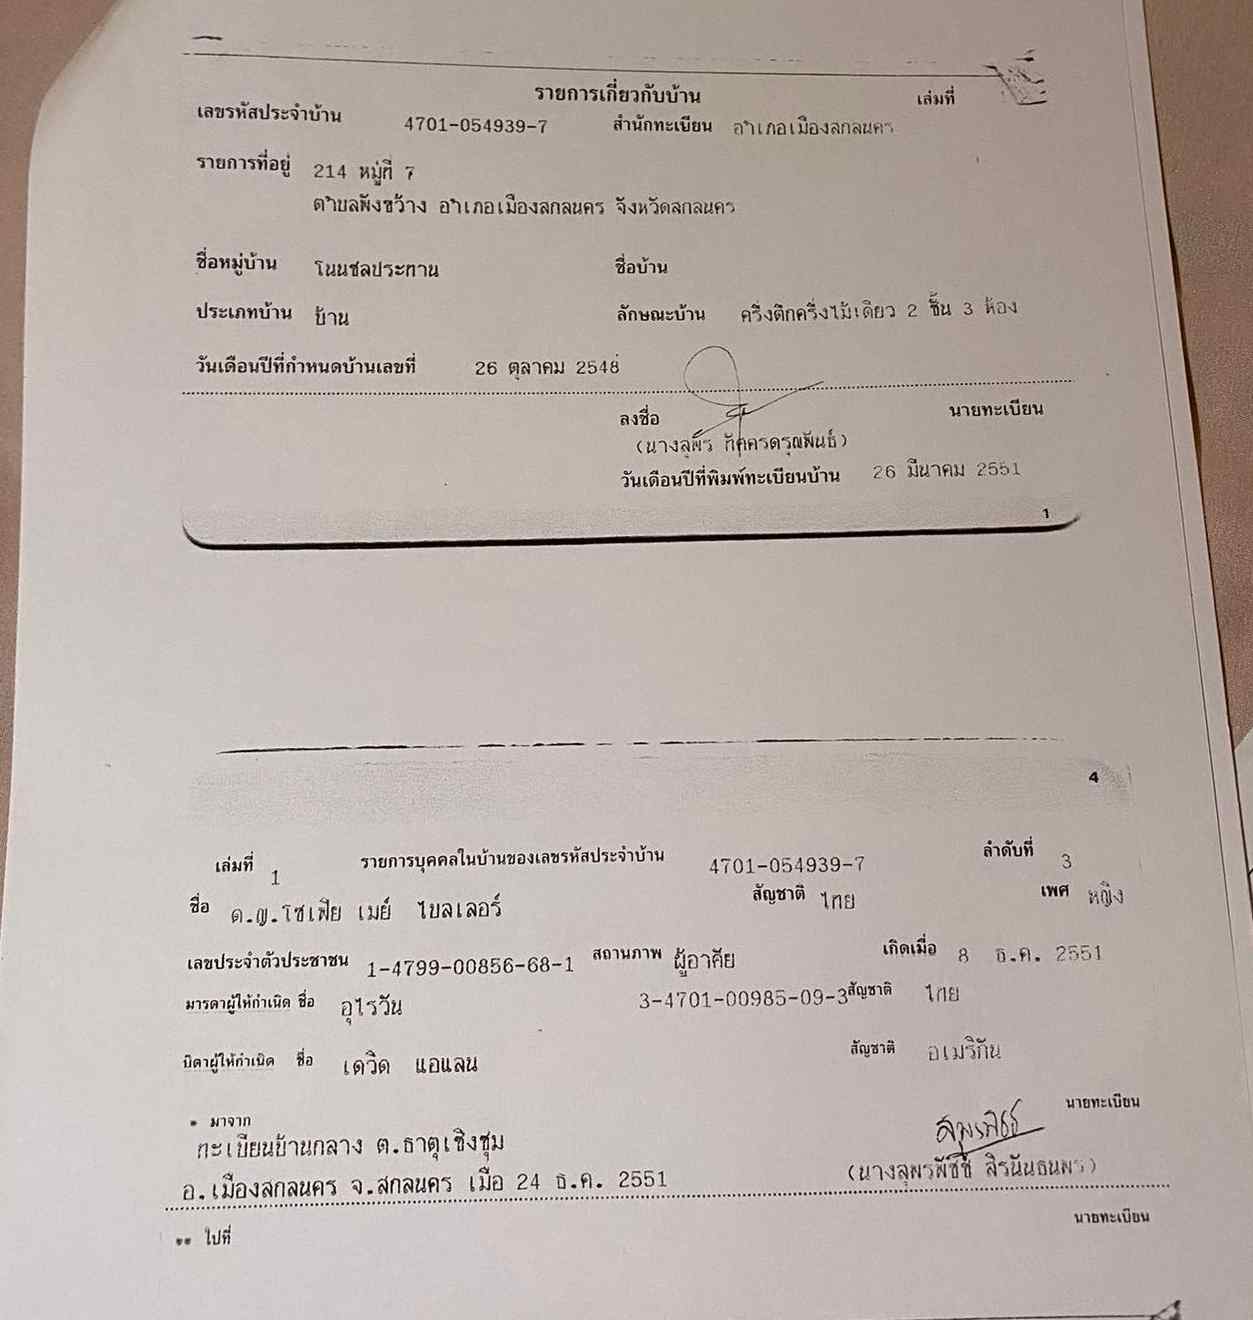 รายการเกี่ยวกับบ้าน เล่มที่
เลขรหัสประจำบ้าน 4701-054939-7 สำนักทะเบียน อำเภอเมืองสกลนคร
รายการที่อยู่ 214 หมู่ที่ 7
ตำบลพังขว้าง อำเภอเมืองสกลนคร จังหวัดสกลนคร
ชื่อหมู่บ้าน โนนชลประทาน ชื่อบ้าน
ประเภทบ้าน บ้าน ลักษณะบ้าน ครึ่งตึกครึ่งไม้เดียว 2 ชั้น 3 ห้อง
วันเดือนปีที่กำหนดบ้านเลขที่ 26 ตุลาคม 2548
ลงชื่อ นายทะเบียน
(นางสุพิร ภัคครดรุณพันธ์)
วันเดือนปีที่พิมพ์ทะเบียนบ้าน 26 มีนาคม 2551
1
4
เล่มที่ 1 รายการบุคคลในบ้านของเลขรหัสประจำบ้าน 4701-054939-7 ลำดับที่ 3
ชื่อ ด.ญ.โซเฟีย เมย์ ไบลเลอร์ สัญชาติ ไทย เพศ หญิง
เลขประจำตัวประชาชน 1-4799-00856-68-1 สถานภาพ ผู้อาศัย เกิดเมื่อ 8 ธ.ค. 2551
มารดาผู้ให้กำเนิด ชื่อ อุไรวัน 3-4701-00985-09-3 สัญชาติ ไทย
บิดาผู้ให้กำเนิด ชื่อ เดวิด แอแลน สัญชาติ อเมริกัน
* มาจาก นายทะเบียน
ทะเบียนบ้านกลาง ต.ธาตุเชิงชุม
อ.เมืองสกลนคร จ.สกลนคร เมื่อ 24 ธ.ค. 2551 (นางสุพรพัชช์ สิรนันธนพร)
** ไปที่ นายทะเบียน